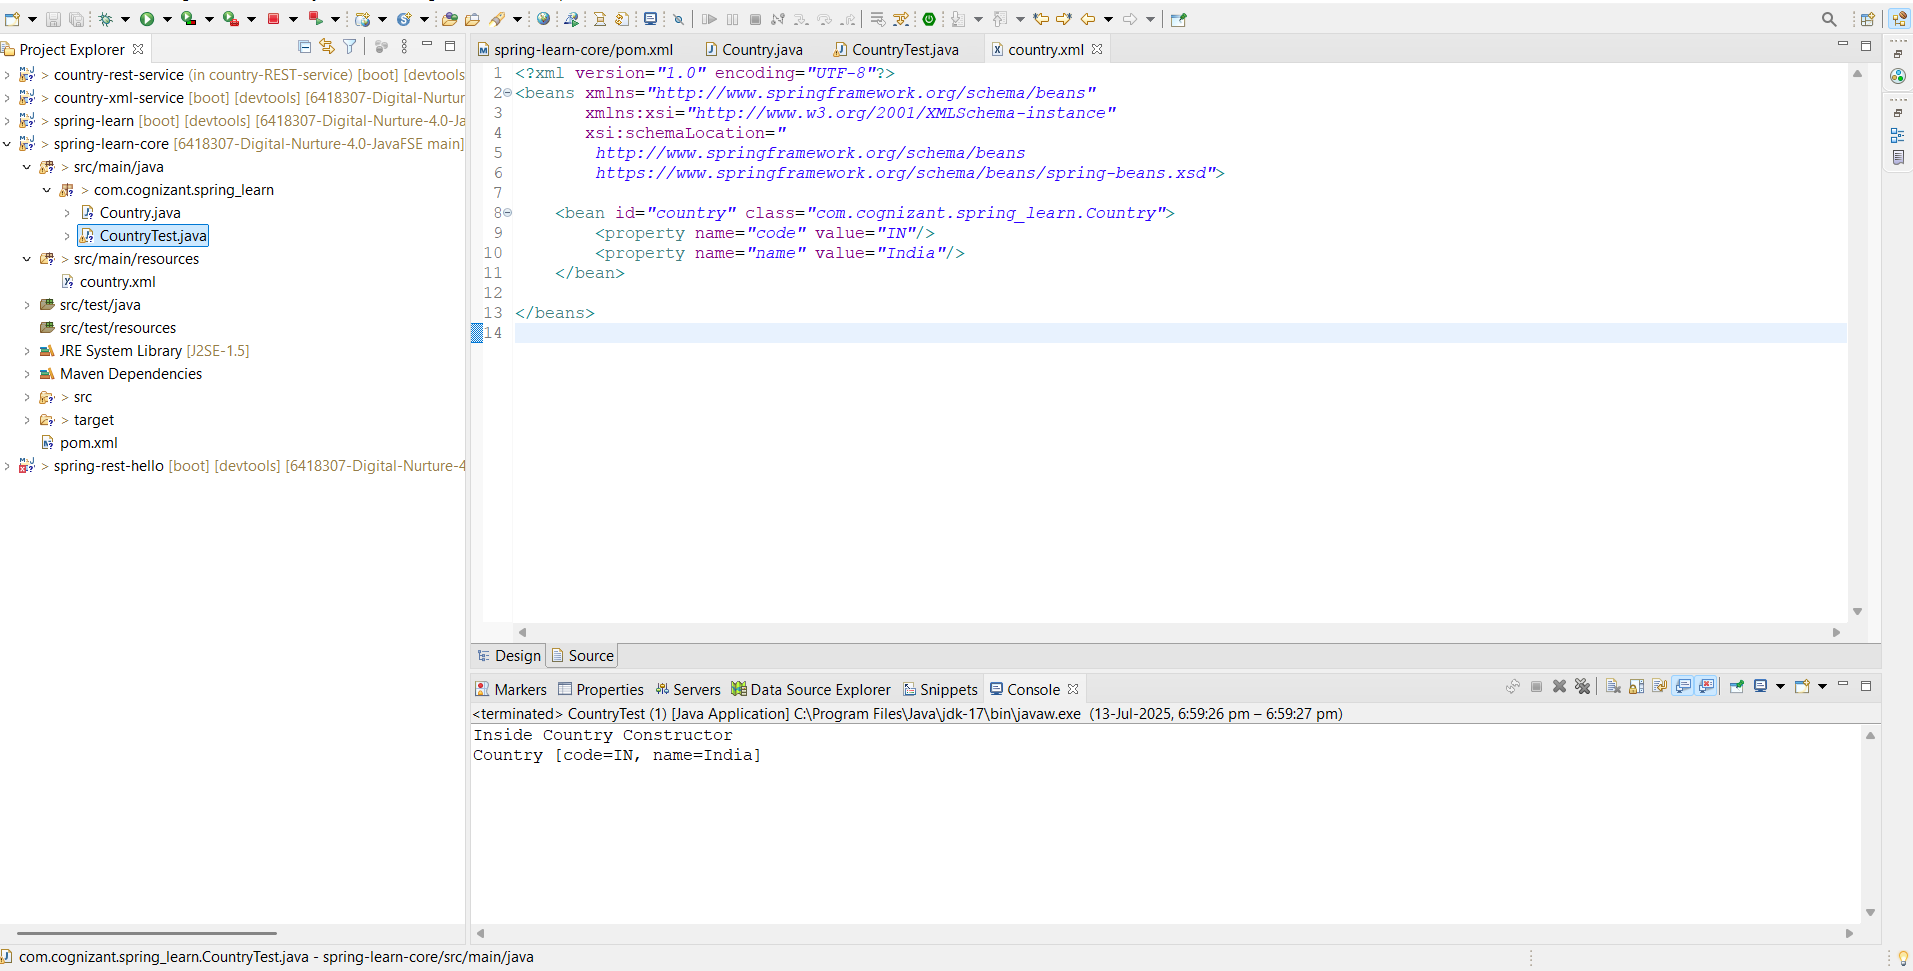 Project Explorer
> country-rest-service (in country-REST-service) [boot] [devtools
> country-xml-service [boot] [devtools] [6418307-Digital-Nurtur
> spring-learn [boot] [devtools] [6418307-Digital-Nurture-4.0-Ja
> spring-learn-core [6418307-Digital-Nurture-4.0-JavaFSE main]
> src/main/java
> com.cognizant.spring_learn
Country.java
CountryTest.java
> src/main/resources
country.xml
src/test/java
src/test/resources
JRE System Library [J2SE-1.5]
Maven Dependencies
> src
> target
pom.xml
> spring-rest-hello [boot] [devtools] [6418307-Digital-Nurture-4
spring-learn-core/pom.xml Country.java CountryTest.java country.xml
1 <?xml version="1.0" encoding="UTF-8"?>
2 <beans xmlns="http://www.springframework.org/schema/beans"
3 xmlns:xsi="http://www.w3.org/2001/XMLSchema-instance"
4 xsi:schemaLocation="
5 http://www.springframework.org/schema/beans
6 https://www.springframework.org/schema/beans/spring-beans.xsd">
7
8 <bean id="country" class="com.cognizant.spring_learn.Country">
9 <property name="code" value="IN"/>
10 <property name="name" value="India"/>
11 </bean>
12
13 </beans>
14
Design Source
Markers Properties Servers Data Source Explorer Snippets Console
<terminated> CountryTest (1) [Java Application] C:\Program Files\Java\jdk-17\bin\javaw.exe (13-Jul-2025, 6:59:26 pm – 6:59:27 pm)
Inside Country Constructor
Country [code=IN, name=India]
com.cognizant.spring_learn.CountryTest.java - spring-learn-core/src/main/java